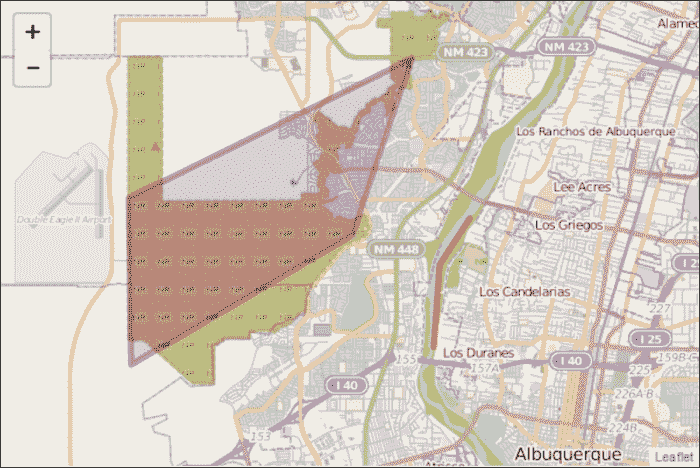 +
−
Alamed
NM 423
NM 423
Los Ranchos de Albuquerque
Lee Acres
Double Eagle II Airport
Los Griegos
NM 448
I 2
Los Candelarias
227
I 25
Los Duranes
155
I 40
157A
159B-C
225
I 40
226A-B
224B
153
Albuquerque
Leaflet